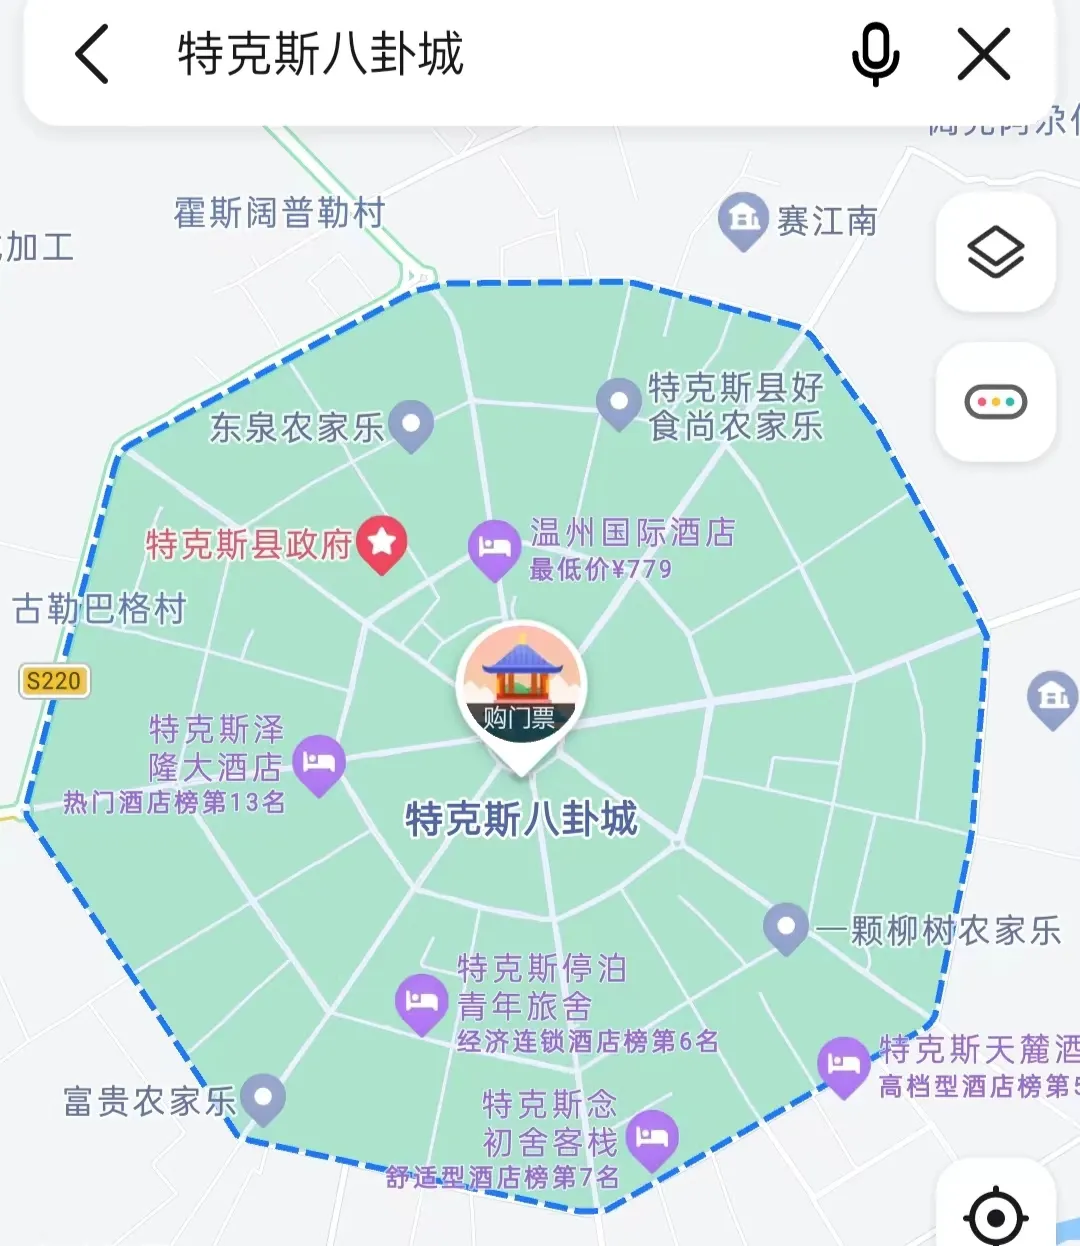 特克斯八卦城
霍斯阔普勒村
赛江南
加工
特克斯县好
食尚农家乐
东泉农家乐
特克斯县政府
温州国际酒店
最低价¥779
古勒巴格村
S220
购门票
特克斯泽
隆大酒店
热门酒店榜第13名
特克斯八卦城
一颗柳树农家乐
特克斯停泊
青年旅舍
经济连锁酒店榜第6名
特克斯天麓酒
高档型酒店榜第5
富贵农家乐
特克斯念
初舍客栈
舒适型酒店榜第7名